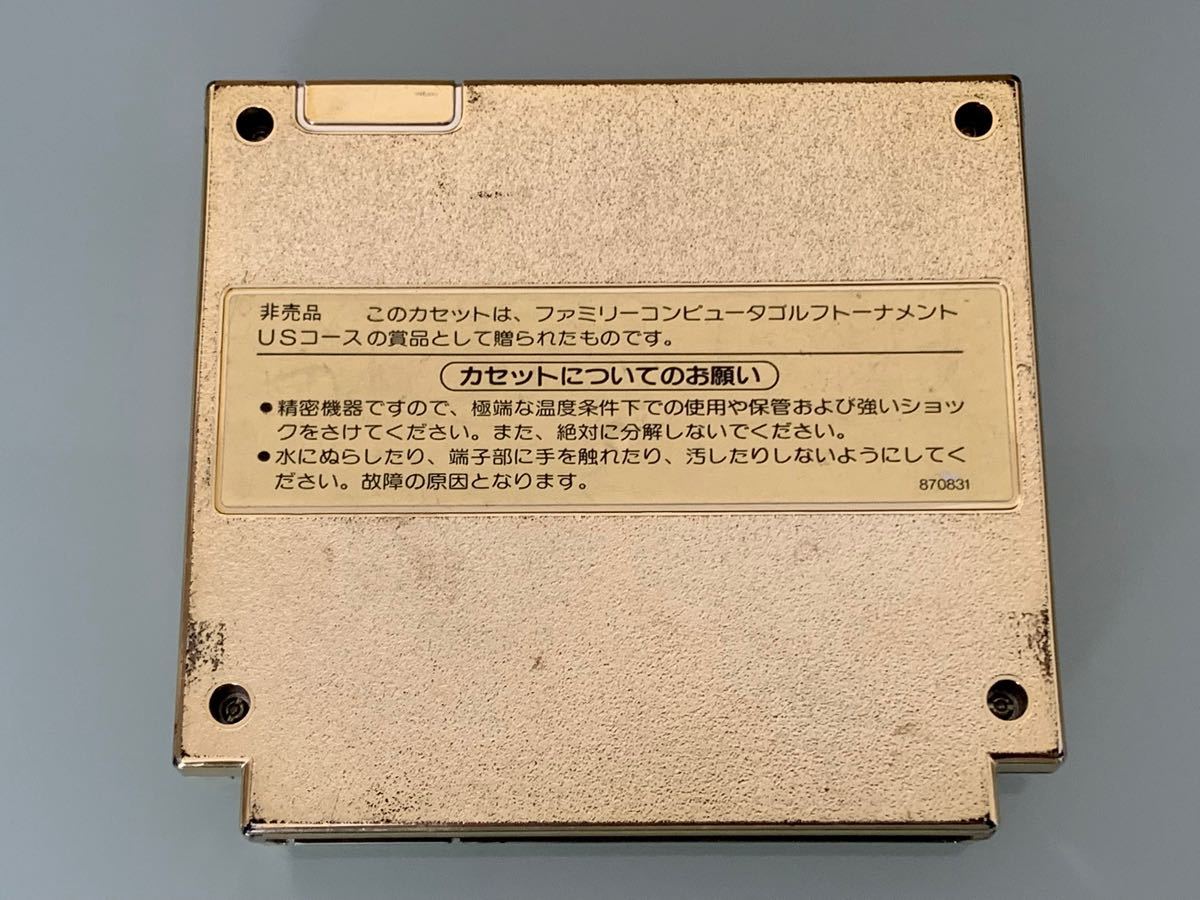 非売品 このカセットは、ファミリーコンピュータゴルフトーナメント
USコースの賞品として贈られたものです。
カセットについてのお願い
●精密機器ですので、極端な温度条件下での使用や保管および強いショッ
クをさけてください。また、絶対に分解しないでください。
●水にぬらしたり、端子部に手を触れたり、汚したりしないようにしてく
ださい。故障の原因となります。
870831